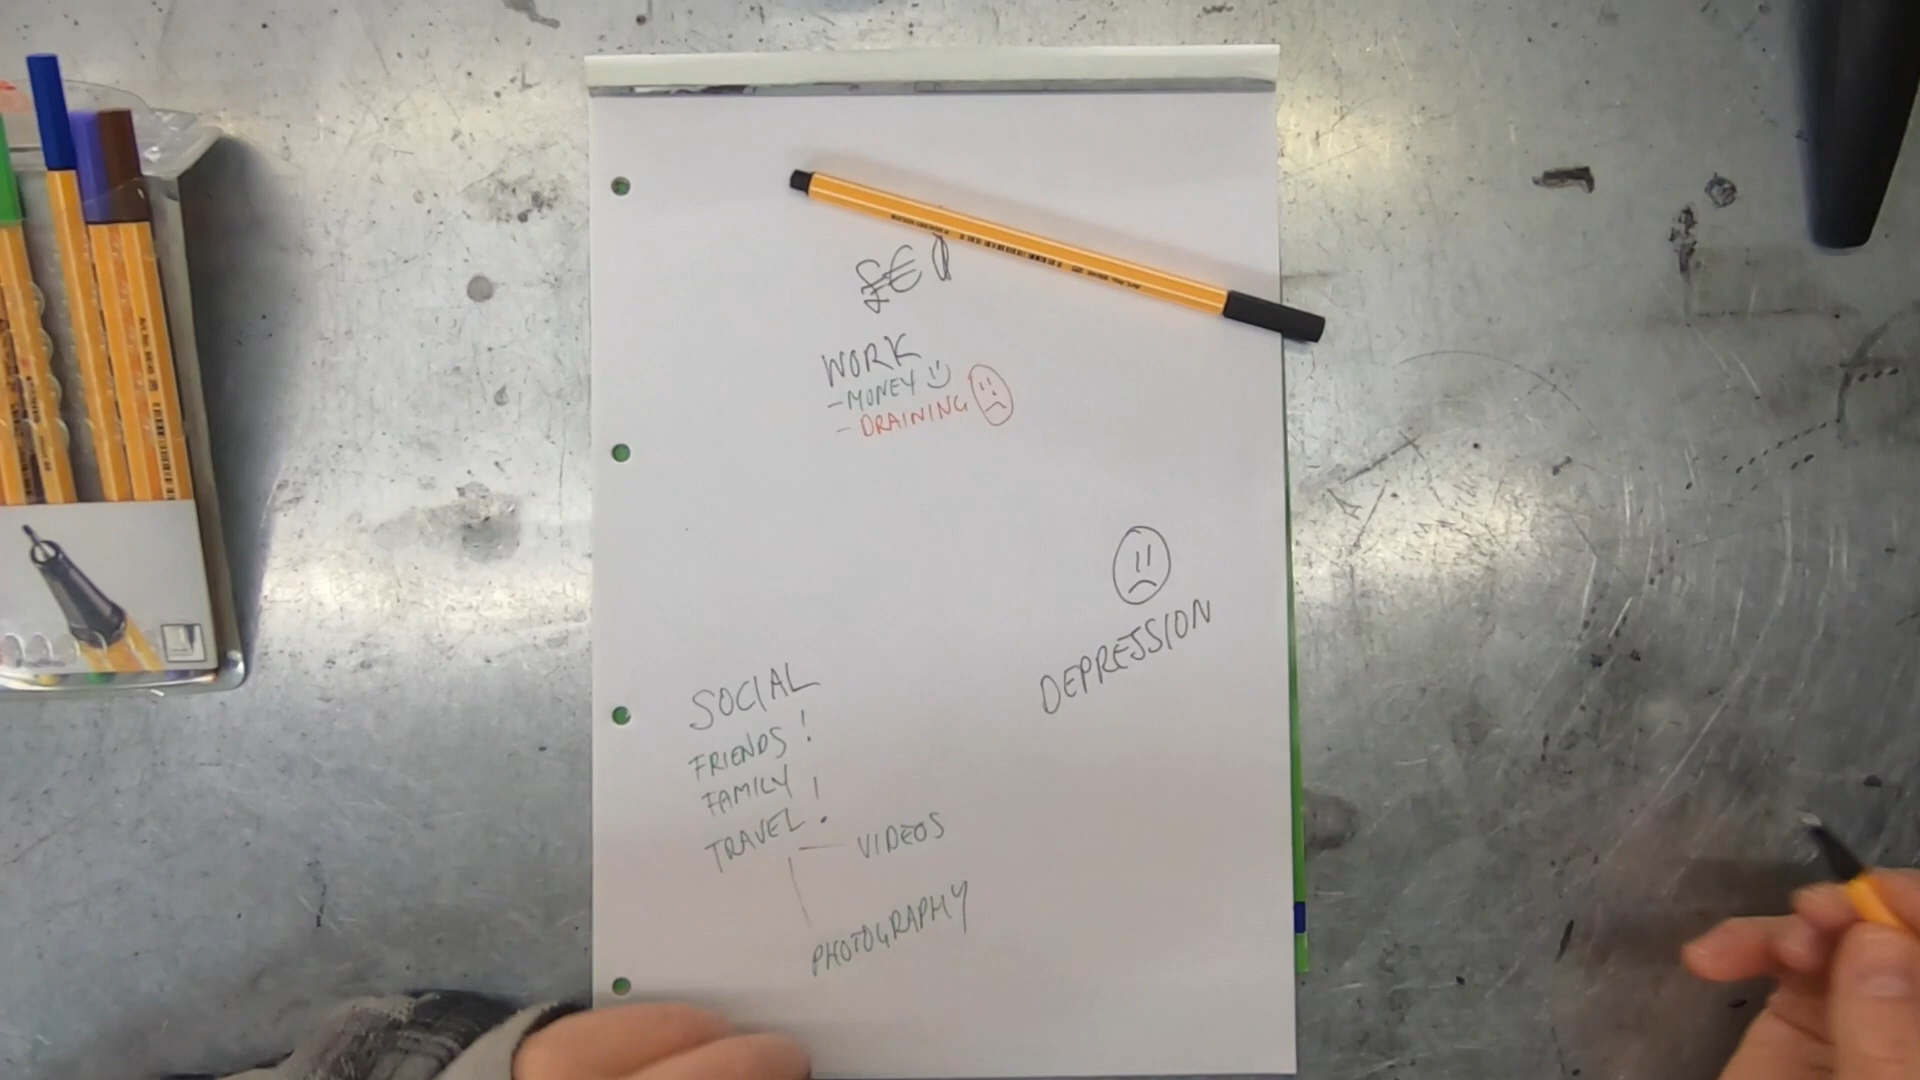 £€
WORK
- MONEY
- DRAINING
DEPRESSION
SOCIAL
FRIENDS !
FAMILY
TRAVEL !
VIDEOS
PHOTOGRAPHY